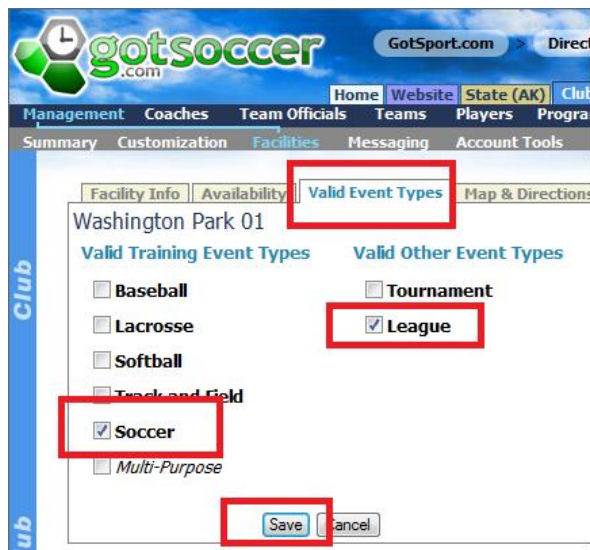 gotsoccer
.com
GotSport.com > Direct
Home Website State (AK) Club
Management Coaches Team Officials Teams Players Progra
Summary Customization Facilities Messaging Account Tools
Facility Info Availability Valid Event Types Map & Directions
Washington Park 01
Valid Training Event Types Valid Other Event Types
Baseball Tournament
Lacrosse League
Softball
Track and Field
Soccer
Multi-Purpose
Save Cancel
Club
ub